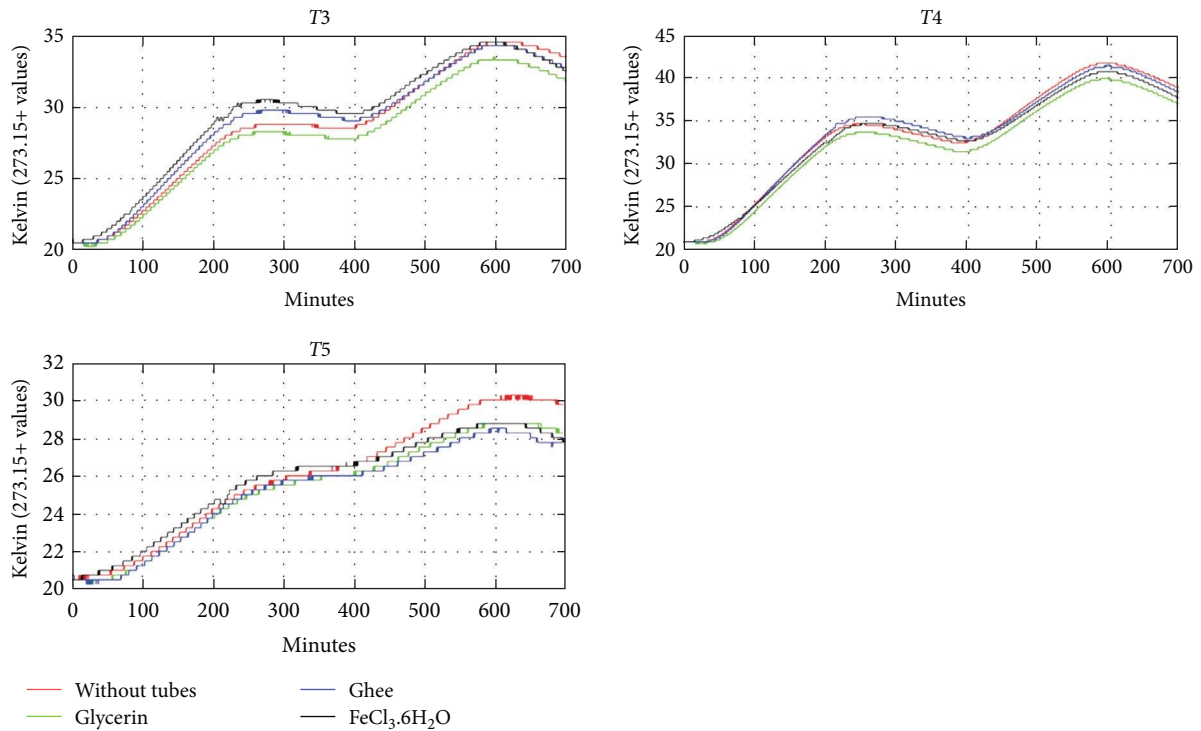 T3
Kelvin (273.15+ values)
35
30
25
20
0 100 200 300 400 500 600 700
Minutes
T4
Kelvin (273.15+ values)
45
40
35
30
25
20
0 100 200 300 400 500 600 700
Minutes
T5
Kelvin (273.15+ values)
32
30
28
26
24
22
20
0 100 200 300 400 500 600 700
Minutes
Without tubes
Glycerin
Ghee
FeCl₃.6H₂O